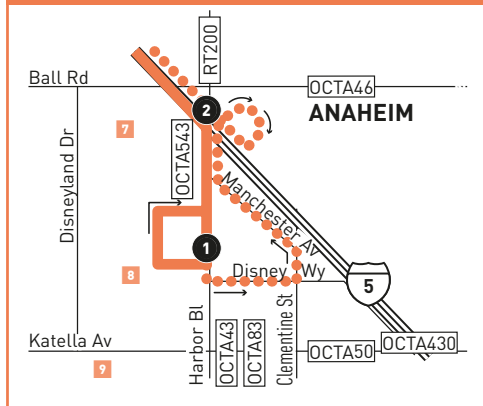 RT200
Ball Rd
OCTA46
ANAHEIM
2
7
OCTA543
Disneyland Dr
Manchester Av
1
8
Disney Wy
5
Harbor Bl
OCTA43
OCTA83
Clementine St
Katella Av
OCTA50
OCTA430
9